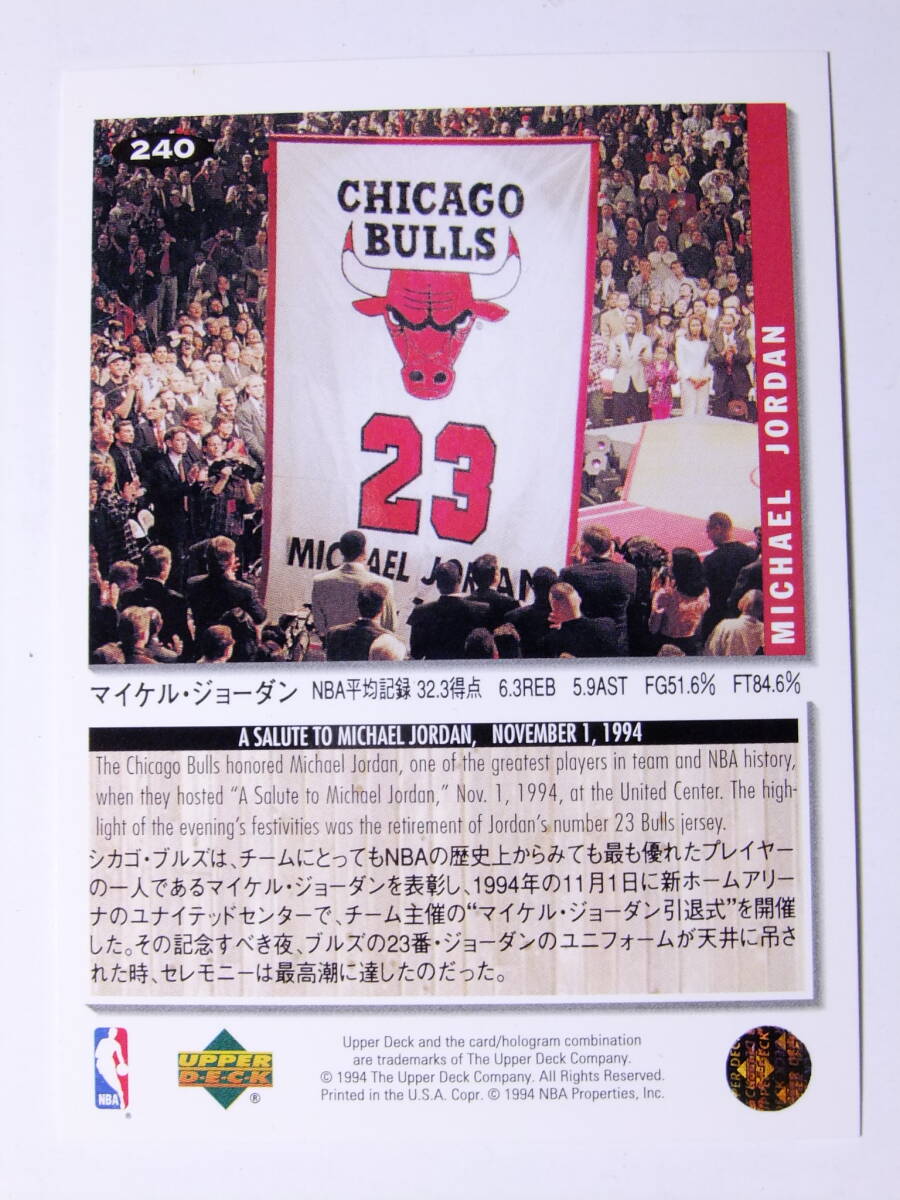 240
CHICAGO
BULLS
23
MICHAEL JORDAN
MICHAEL JORDAN
マイケル・ジョーダン NBA平均記録 32.3得点 6.3REB 5.9AST FG51.6% FT84.6%
A SALUTE TO MICHAEL JORDAN, NOVEMBER 1, 1994
The Chicago Bulls honored Michael Jordan, one of the greatest players in team and NBA history,
when they hosted "A Salute to Michael Jordan," Nov. 1, 1994, at the United Center. The high-
light of the evening's festivities was the retirement of Jordan's number 23 Bulls jersey.
シカゴ・ブルズは、チームにとってもNBAの歴史上からみても最も優れたプレイヤー
の一人であるマイケル・ジョーダンを表彰し、1994年の11月1日に新ホームアリー
ナのユナイテッドセンターで、チーム主催の"マイケル・ジョーダン引退式"を開催
した。その記念すべき夜、ブルズの23番・ジョーダンのユニフォームが天井に吊さ
れた時、セレモニーは最高潮に達したのだった。
NBA
®
UPPER
DECK
®
Upper Deck and the card/hologram combination
are trademarks of The Upper Deck Company.
© 1994 The Upper Deck Company. All Rights Reserved.
Printed in the U.S.A. Copr. © 1994 NBA Properties, Inc.